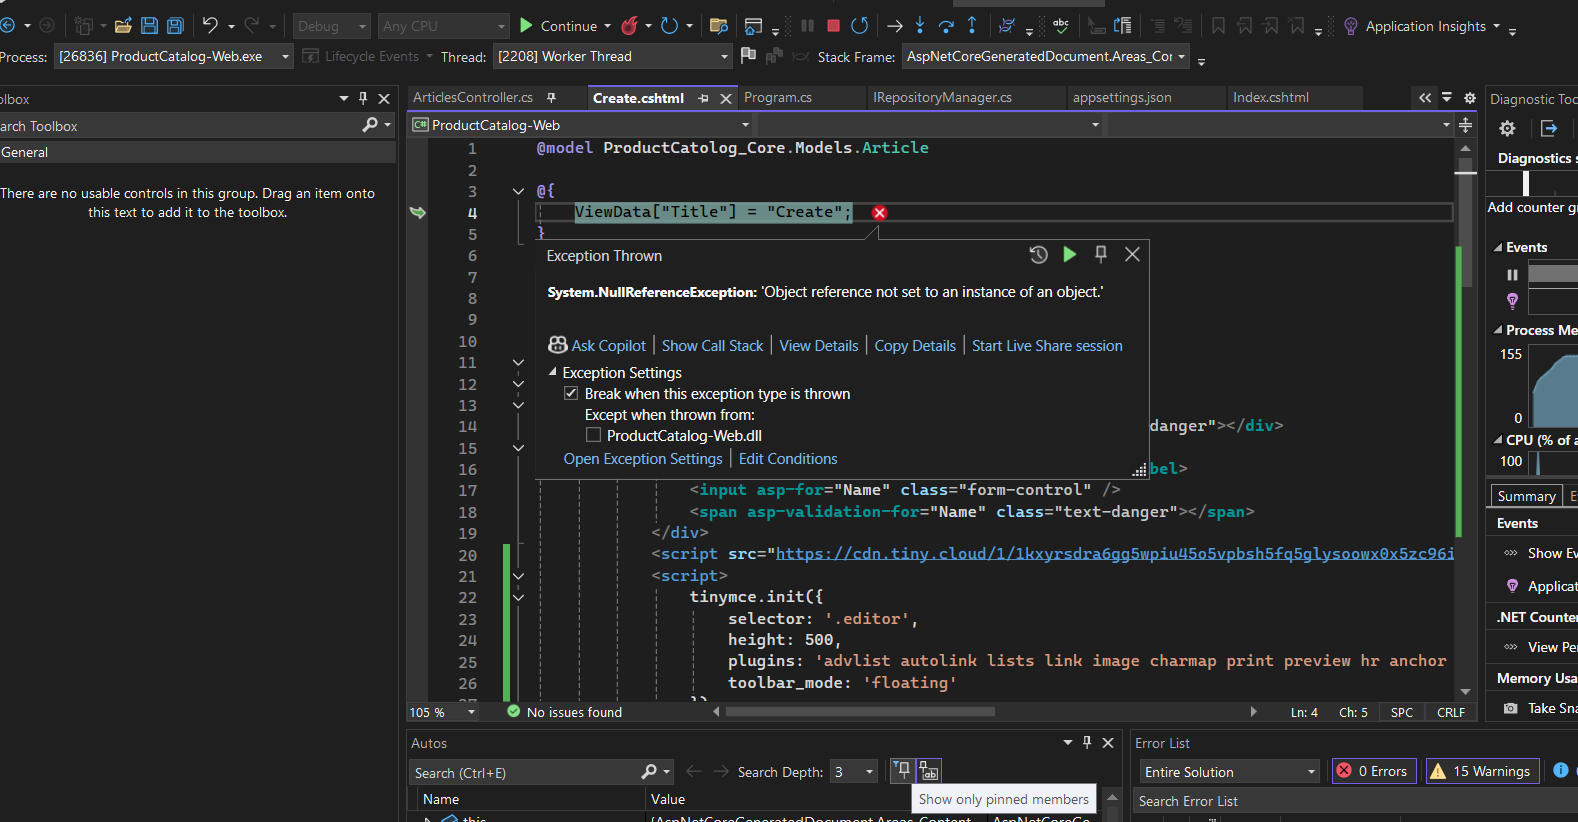 Debug
Any CPU
Continue
Application Insights
Process: [26836] ProductCatalog-Web.exe
Lifecycle Events
Thread: [2208] Worker Thread
Stack Frame: AspNetCoreGeneratedDocument.Areas_Cor
olbox
arch Toolbox
General
There are no usable controls in this group. Drag an item onto
this text to add it to the toolbox.
ArticlesController.cs
Create.cshtml
Program.cs
IRepositoryManager.cs
appsettings.json
Index.cshtml
ProductCatalog-Web
1 @model ProductCatolog_Core.Models.Article
2
3 @{
4 ViewData["Title"] = "Create";
5 }
6
7
8
9
10
11
12
13
14 danger"></div>
15
16 bel>
17 <input asp-for="Name" class="form-control" />
18 <span asp-validation-for="Name" class="text-danger"></span>
19 </div>
20 <script src="https://cdn.tiny.cloud/1/1kxyrsdra6gg5wpiu45o5vpbsh5fq5glysoowx0x5zc96i
21 <script>
22 tinymce.init({
23 selector: '.editor',
24 height: 500,
25 plugins: 'advlist autolink lists link image charmap print preview hr anchor
26 toolbar_mode: 'floating'
Exception Thrown
System.NullReferenceException: 'Object reference not set to an instance of an object.'
Ask Copilot | Show Call Stack | View Details | Copy Details | Start Live Share session
Exception Settings
Break when this exception type is thrown
Except when thrown from:
ProductCatalog-Web.dll
Open Exception Settings | Edit Conditions
105 %
No issues found
Ln: 4
Ch: 5
SPC
CRLF
Autos
Search (Ctrl+E)
Search Depth: 3
Name
Value
Show only pinned members
this
Error List
Entire Solution
0 Errors
15 Warnings
Search Error List
Diagnostic Too
Diagnostics s
Add counter g
Events
Process Me
155
0
CPU (% of a
100
Summary
E
Events
Show Ev
Applicat
.NET Counter
View Per
Memory Usa
Take Sna